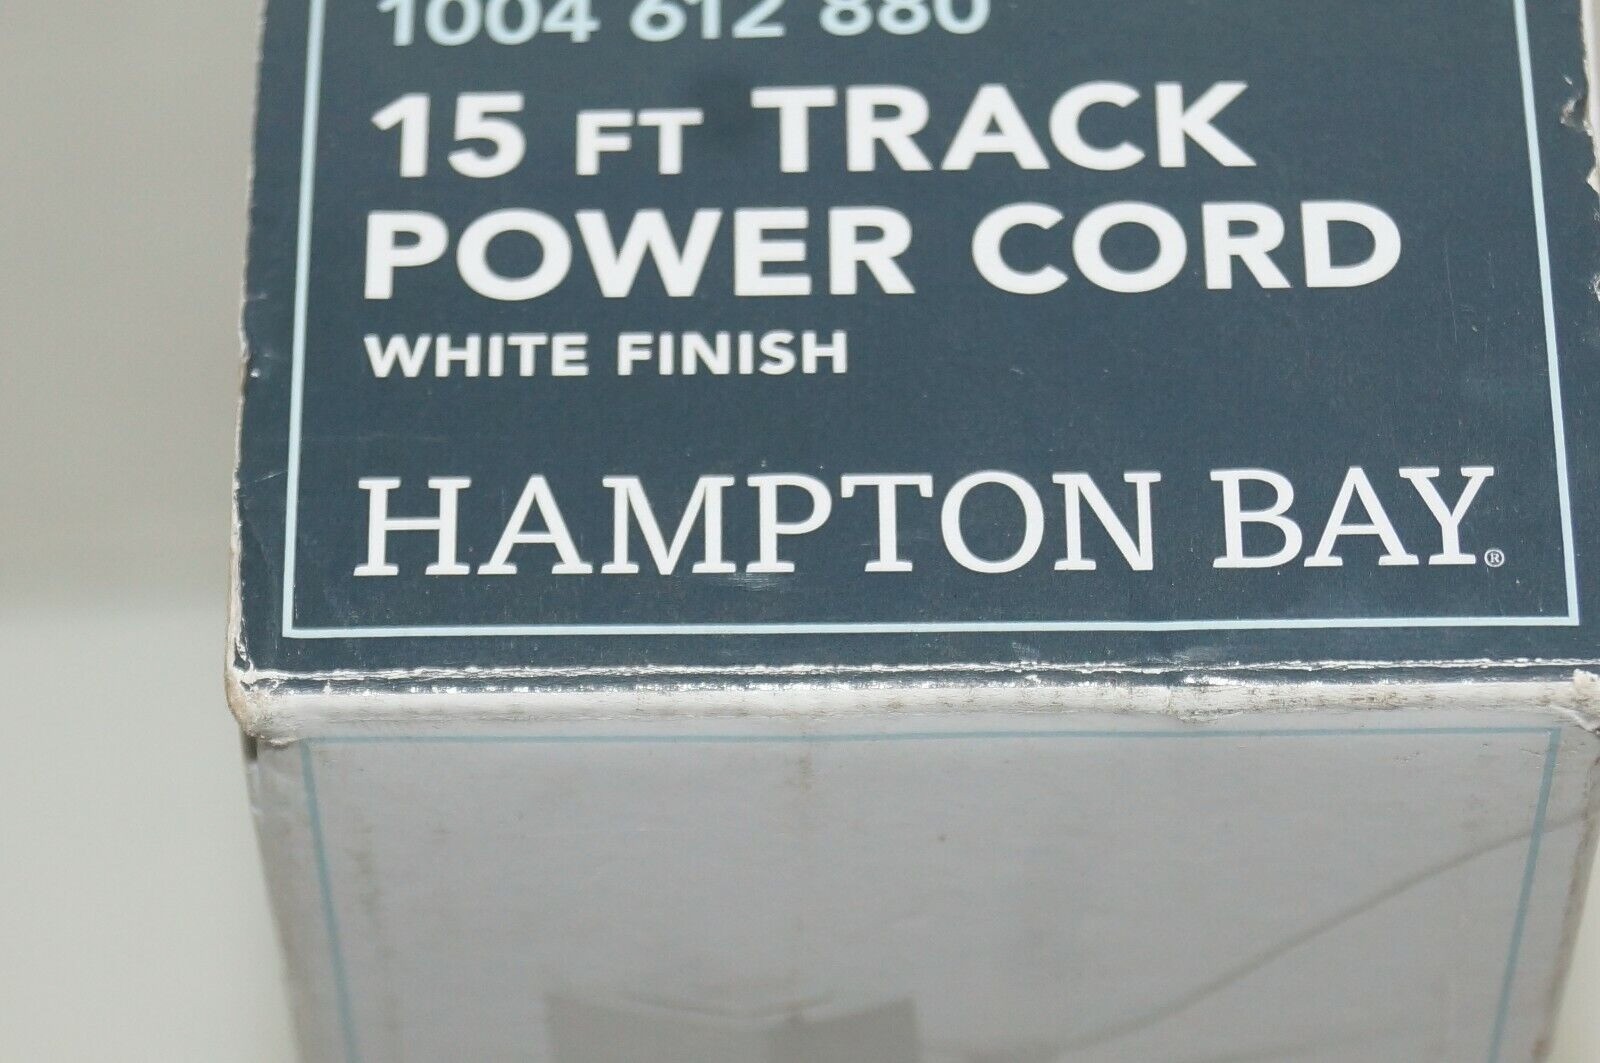 1004 612 880
15 FT TRACK
POWER CORD
WHITE FINISH
HAMPTON BAY®